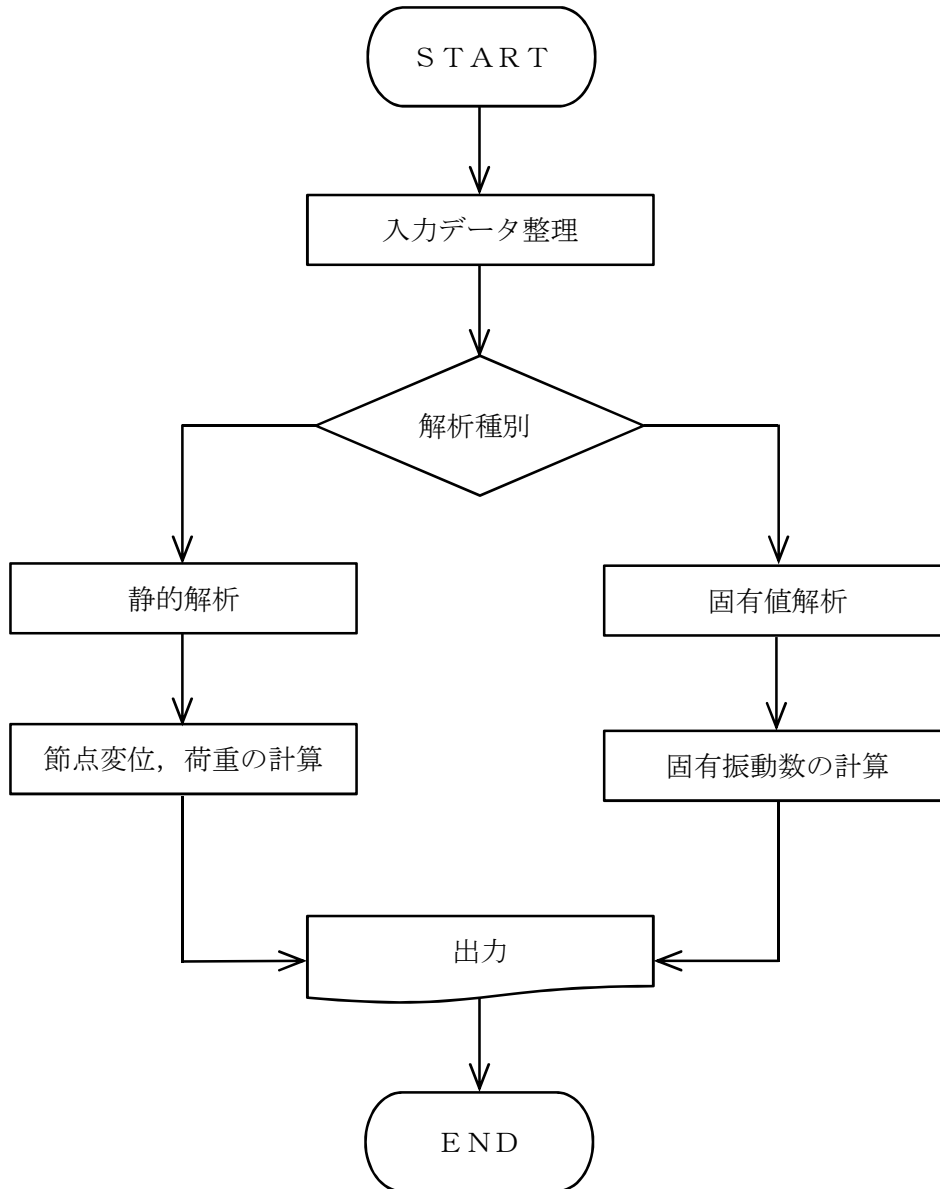 ＳＴＡＲＴ
入力データ整理
解析種別
静的解析
固有値解析
節点変位，荷重の計算
固有振動数の計算
出力
ＥＮＤ